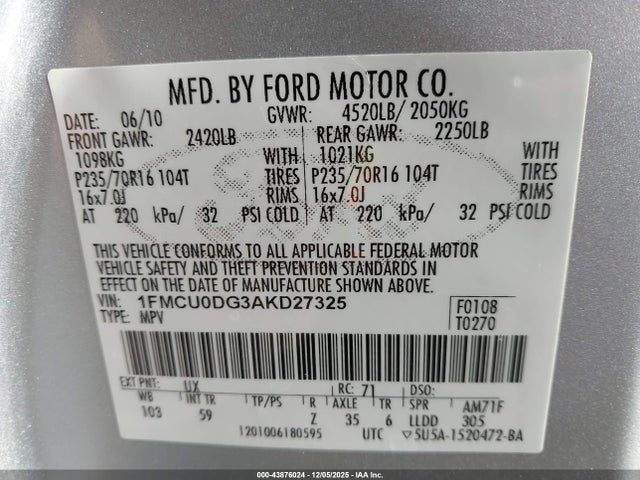 MFD. BY FORD MOTOR CO.
DATE: 06/10 GVWR: 4520LB/ 2050KG
FRONT GAWR: 2420LB REAR GAWR: 2250LB
1098KG WITH 1021KG WITH
P235/70R16 104T TIRES P235/70R16 104T TIRES
16x7.0J RIMS 16x7.0J RIMS
AT 220 kPa/ 32 PSI COLD AT 220 kPa/ 32 PSI COLD
THIS VEHICLE CONFORMS TO ALL APPLICABLE FEDERAL MOTOR
VEHICLE SAFETY AND THEFT PREVENTION STANDARDS IN
EFFECT ON THE DATE OF MANUFACTURE SHOWN ABOVE.
VIN: 1FMCU0DG3AKD27325 F0108
TYPE: MPV T0270
EXT PNT: UX RC: 71 DSO:
WB INT TR TP/PS R AXLE TR SPR AM71F
103 59 Z 35 6 LLDD 305
1201006180595 UTC 5U5A-1520472-BA
000-43876024 - 12/05/2025 - IAA Inc.